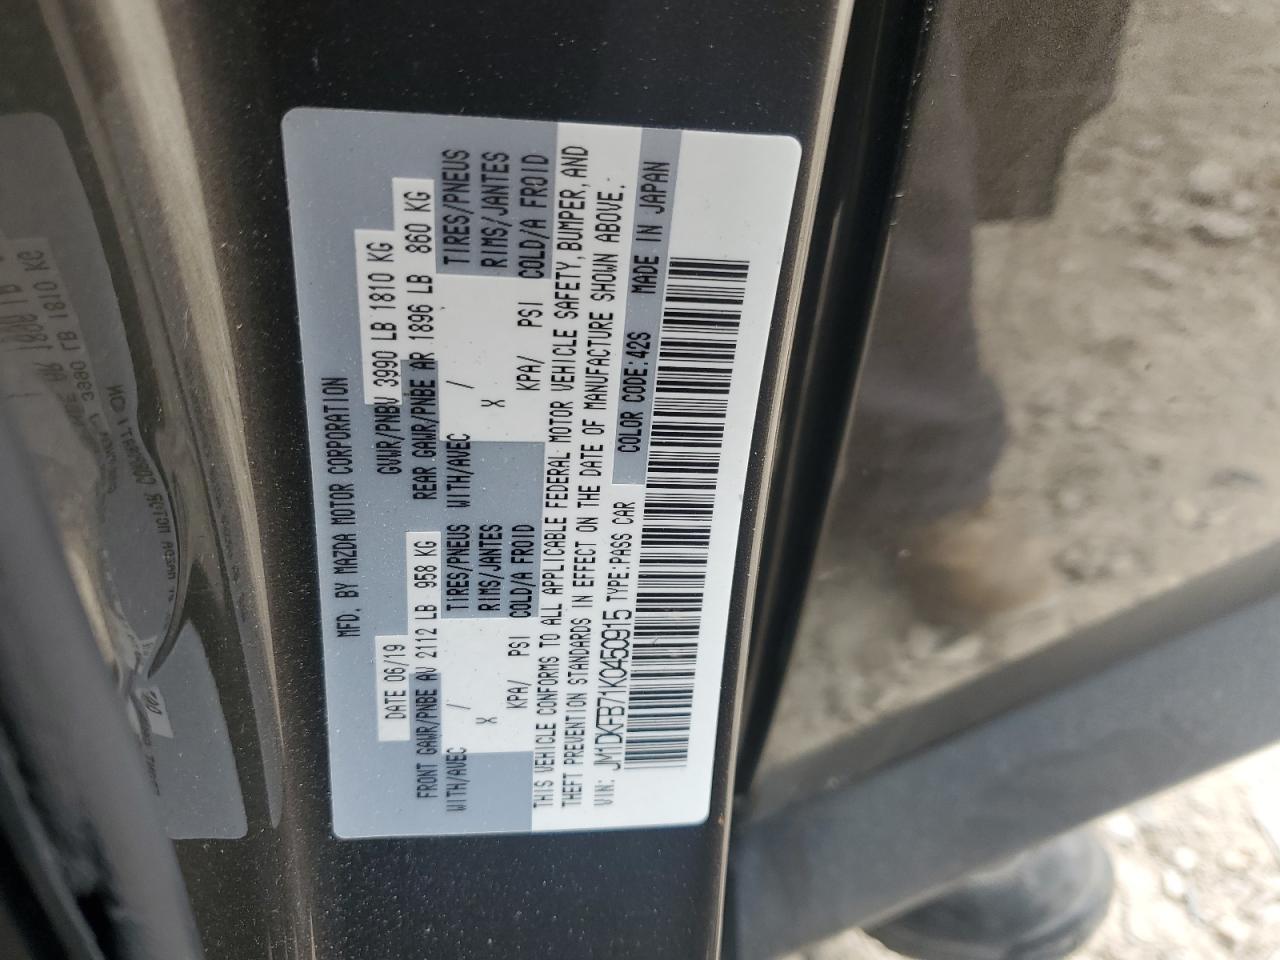 MFD. BY MAZDA MOTOR CORPORATION
DATE 06/19 GVWR/PNBV 3990 LB 1810 KG
FRONT GAWR/PNBE AV 2112 LB 958 KG REAR GAWR/PNBE AR 1896 LB 860 KG
WITH/AVEC / TIRES/PNEUS WITH/AVEC / TIRES/PNEUS
X RIMS/JANTES X RIMS/JANTES
KPA/ PSI COLD/A FROID KPA/ PSI COLD/A FROID
THIS VEHICLE CONFORMS TO ALL APPLICABLE FEDERAL MOTOR VEHICLE SAFETY, BUMPER, AND
THEFT PREVENTION STANDARDS IN EFFECT ON THE DATE OF MANUFACTURE SHOWN ABOVE.
VIN: JM1DKFB71K0450915 TYPE:PASS CAR COLOR CODE:42S MADE IN JAPAN